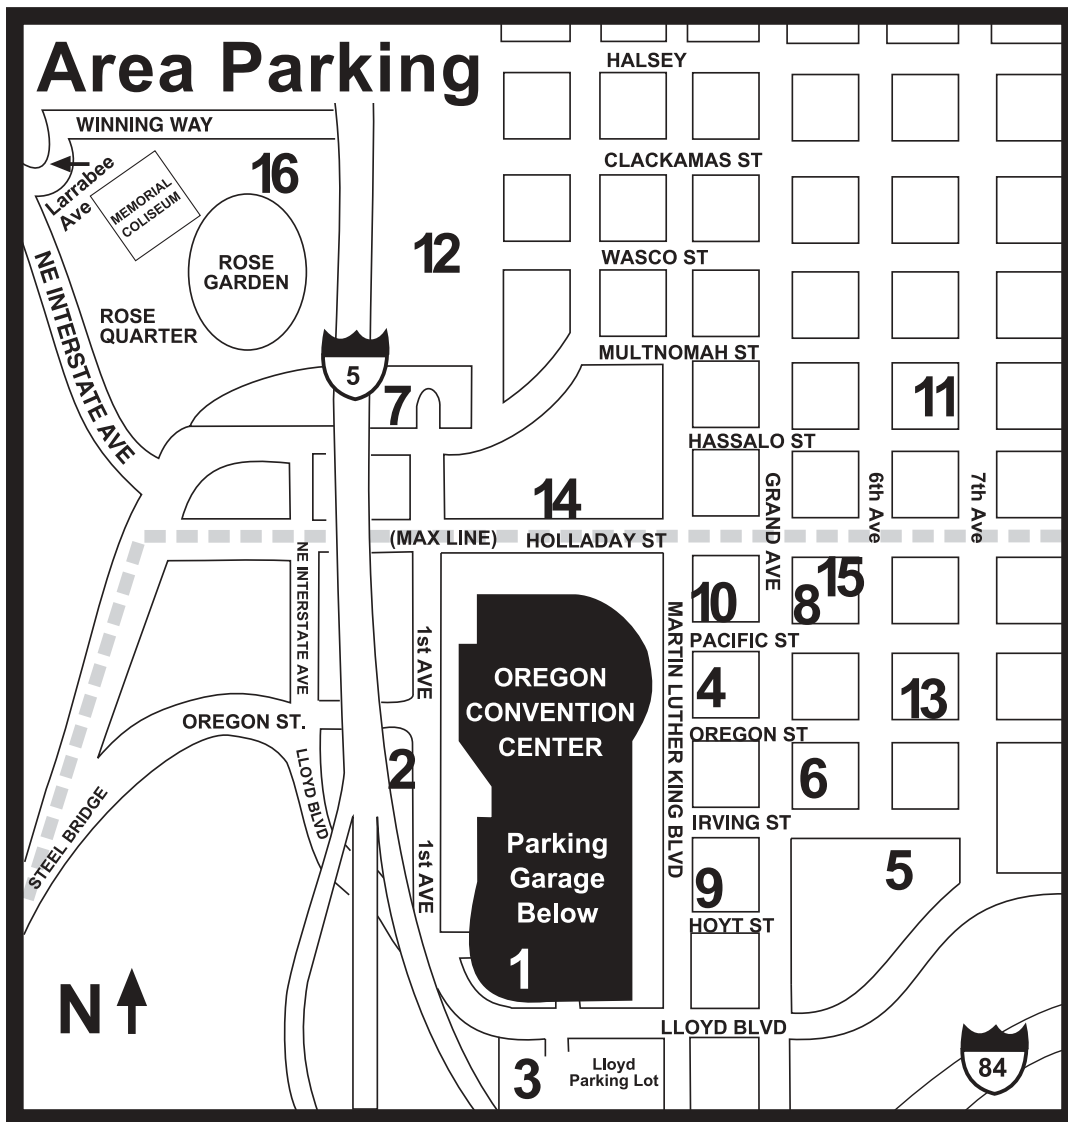 Area Parking
HALSEY
WINNING WAY
CLACKAMAS ST
16
Larrabee
Ave
MEMORIAL
COLISEUM
12
WASCO ST
ROSE
GARDEN
NE INTERSTATE AVE
ROSE
QUARTER
MULTNOMAH ST
5
7
11
HASSALO ST
14
GRAND AVE
6th Ave
7th Ave
(MAX LINE)
HOLLADAY ST
NE INTERSTATE AVE
10
8
15
1st AVE
MARTIN LUTHER KING BLVD
PACIFIC ST
OREGON
CONVENTION
CENTER
4
13
OREGON ST.
OREGON ST
2
6
LLOYD BLVD
STEEL BRIDGE
IRVING ST
1st AVE
Parking
Garage
Below
9
5
HOYT ST
1
N
LLOYD BLVD
3
Lloyd
Parking Lot
84